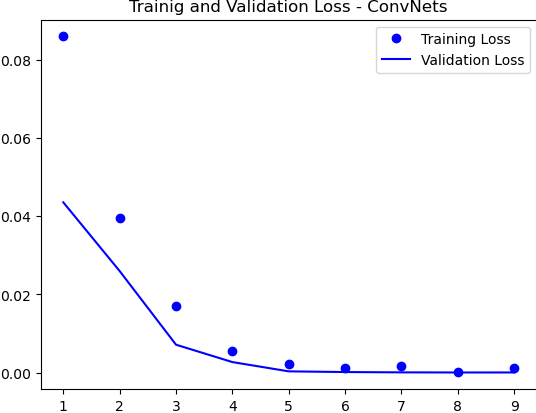 Trainig and Validation Loss - ConvNets
Training Loss
Validation Loss
0.08
0.06
0.04
0.02
0.00
1 2 3 4 5 6 7 8 9